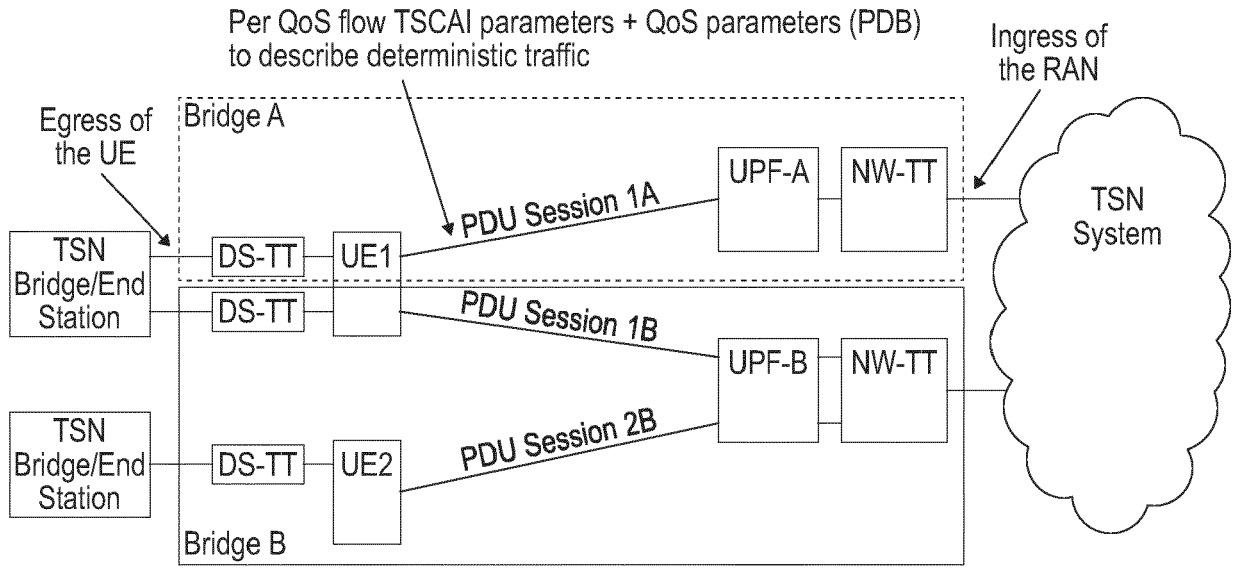 Per QoS flow TSCAI parameters + QoS parameters (PDB)
to describe deterministic traffic
Ingress of
the RAN
Egress of
the UE
Bridge A
UPF-A
NW-TT
PDU Session 1A
TSN
System
TSN
Bridge/End
Station
DS-TT
UE1
DS-TT
PDU Session 1B
UPF-B
NW-TT
PDU Session 2B
TSN
Bridge/End
Station
DS-TT
UE2
Bridge B